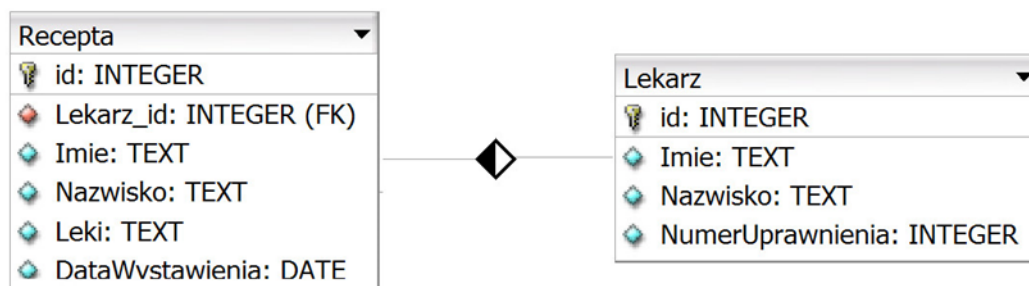 Recepta
id: INTEGER
Lekarz_id: INTEGER (FK)
Imie: TEXT
Nazwisko: TEXT
Leki: TEXT
DataWystawienia: DATE
Lekarz
id: INTEGER
Imie: TEXT
Nazwisko: TEXT
NumerUprawnienia: INTEGER